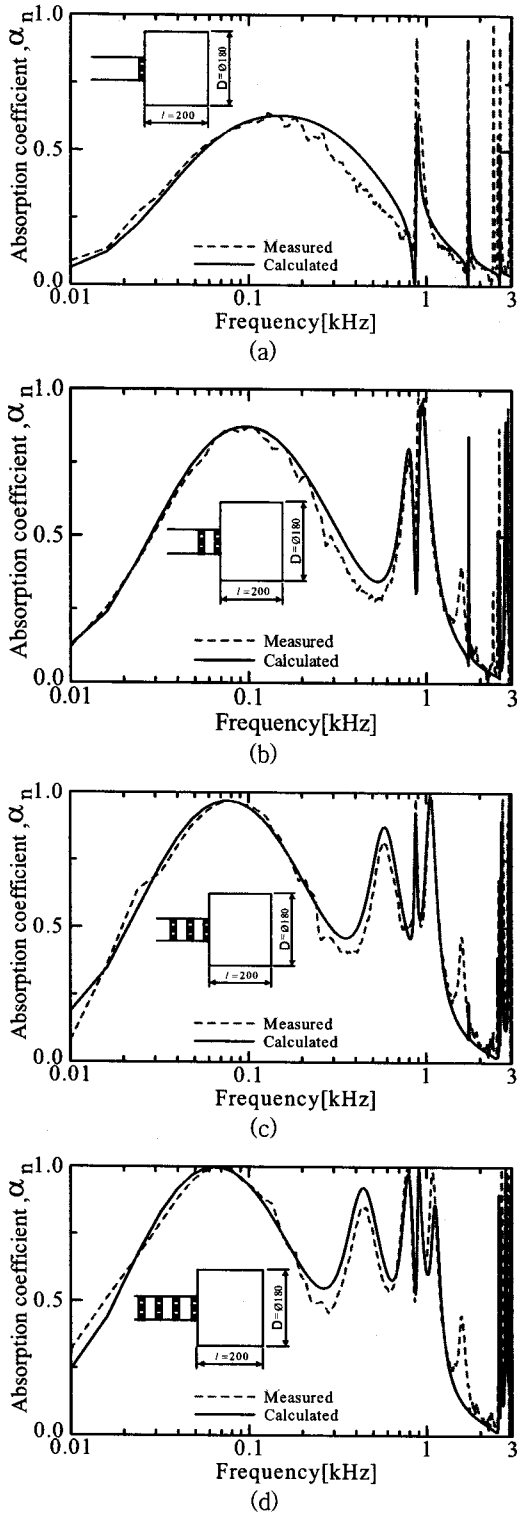 Absorption coefficient ,αn
1.0
0.5
0.0
l=200
D=Ø180
Measured
Calculated
0.01
0.1
1
3
Frequency[kHz]
(a)
Absorption coefficient ,αn
1.0
0.5
0.0
l=200
D=Ø180
Measured
Calculated
0.01
0.1
1
3
Frequency[kHz]
(b)
Absorption coefficient ,αn
1.0
0.5
0.0
l=200
D=Ø180
Measured
Calculated
0.01
0.1
1
3
Frequency[kHz]
(c)
Absorption coefficient ,αn
1.0
0.5
0.0
l=200
D=Ø180
Measured
Calculated
0.01
0.1
1
3
Frequency[kHz]
(d)